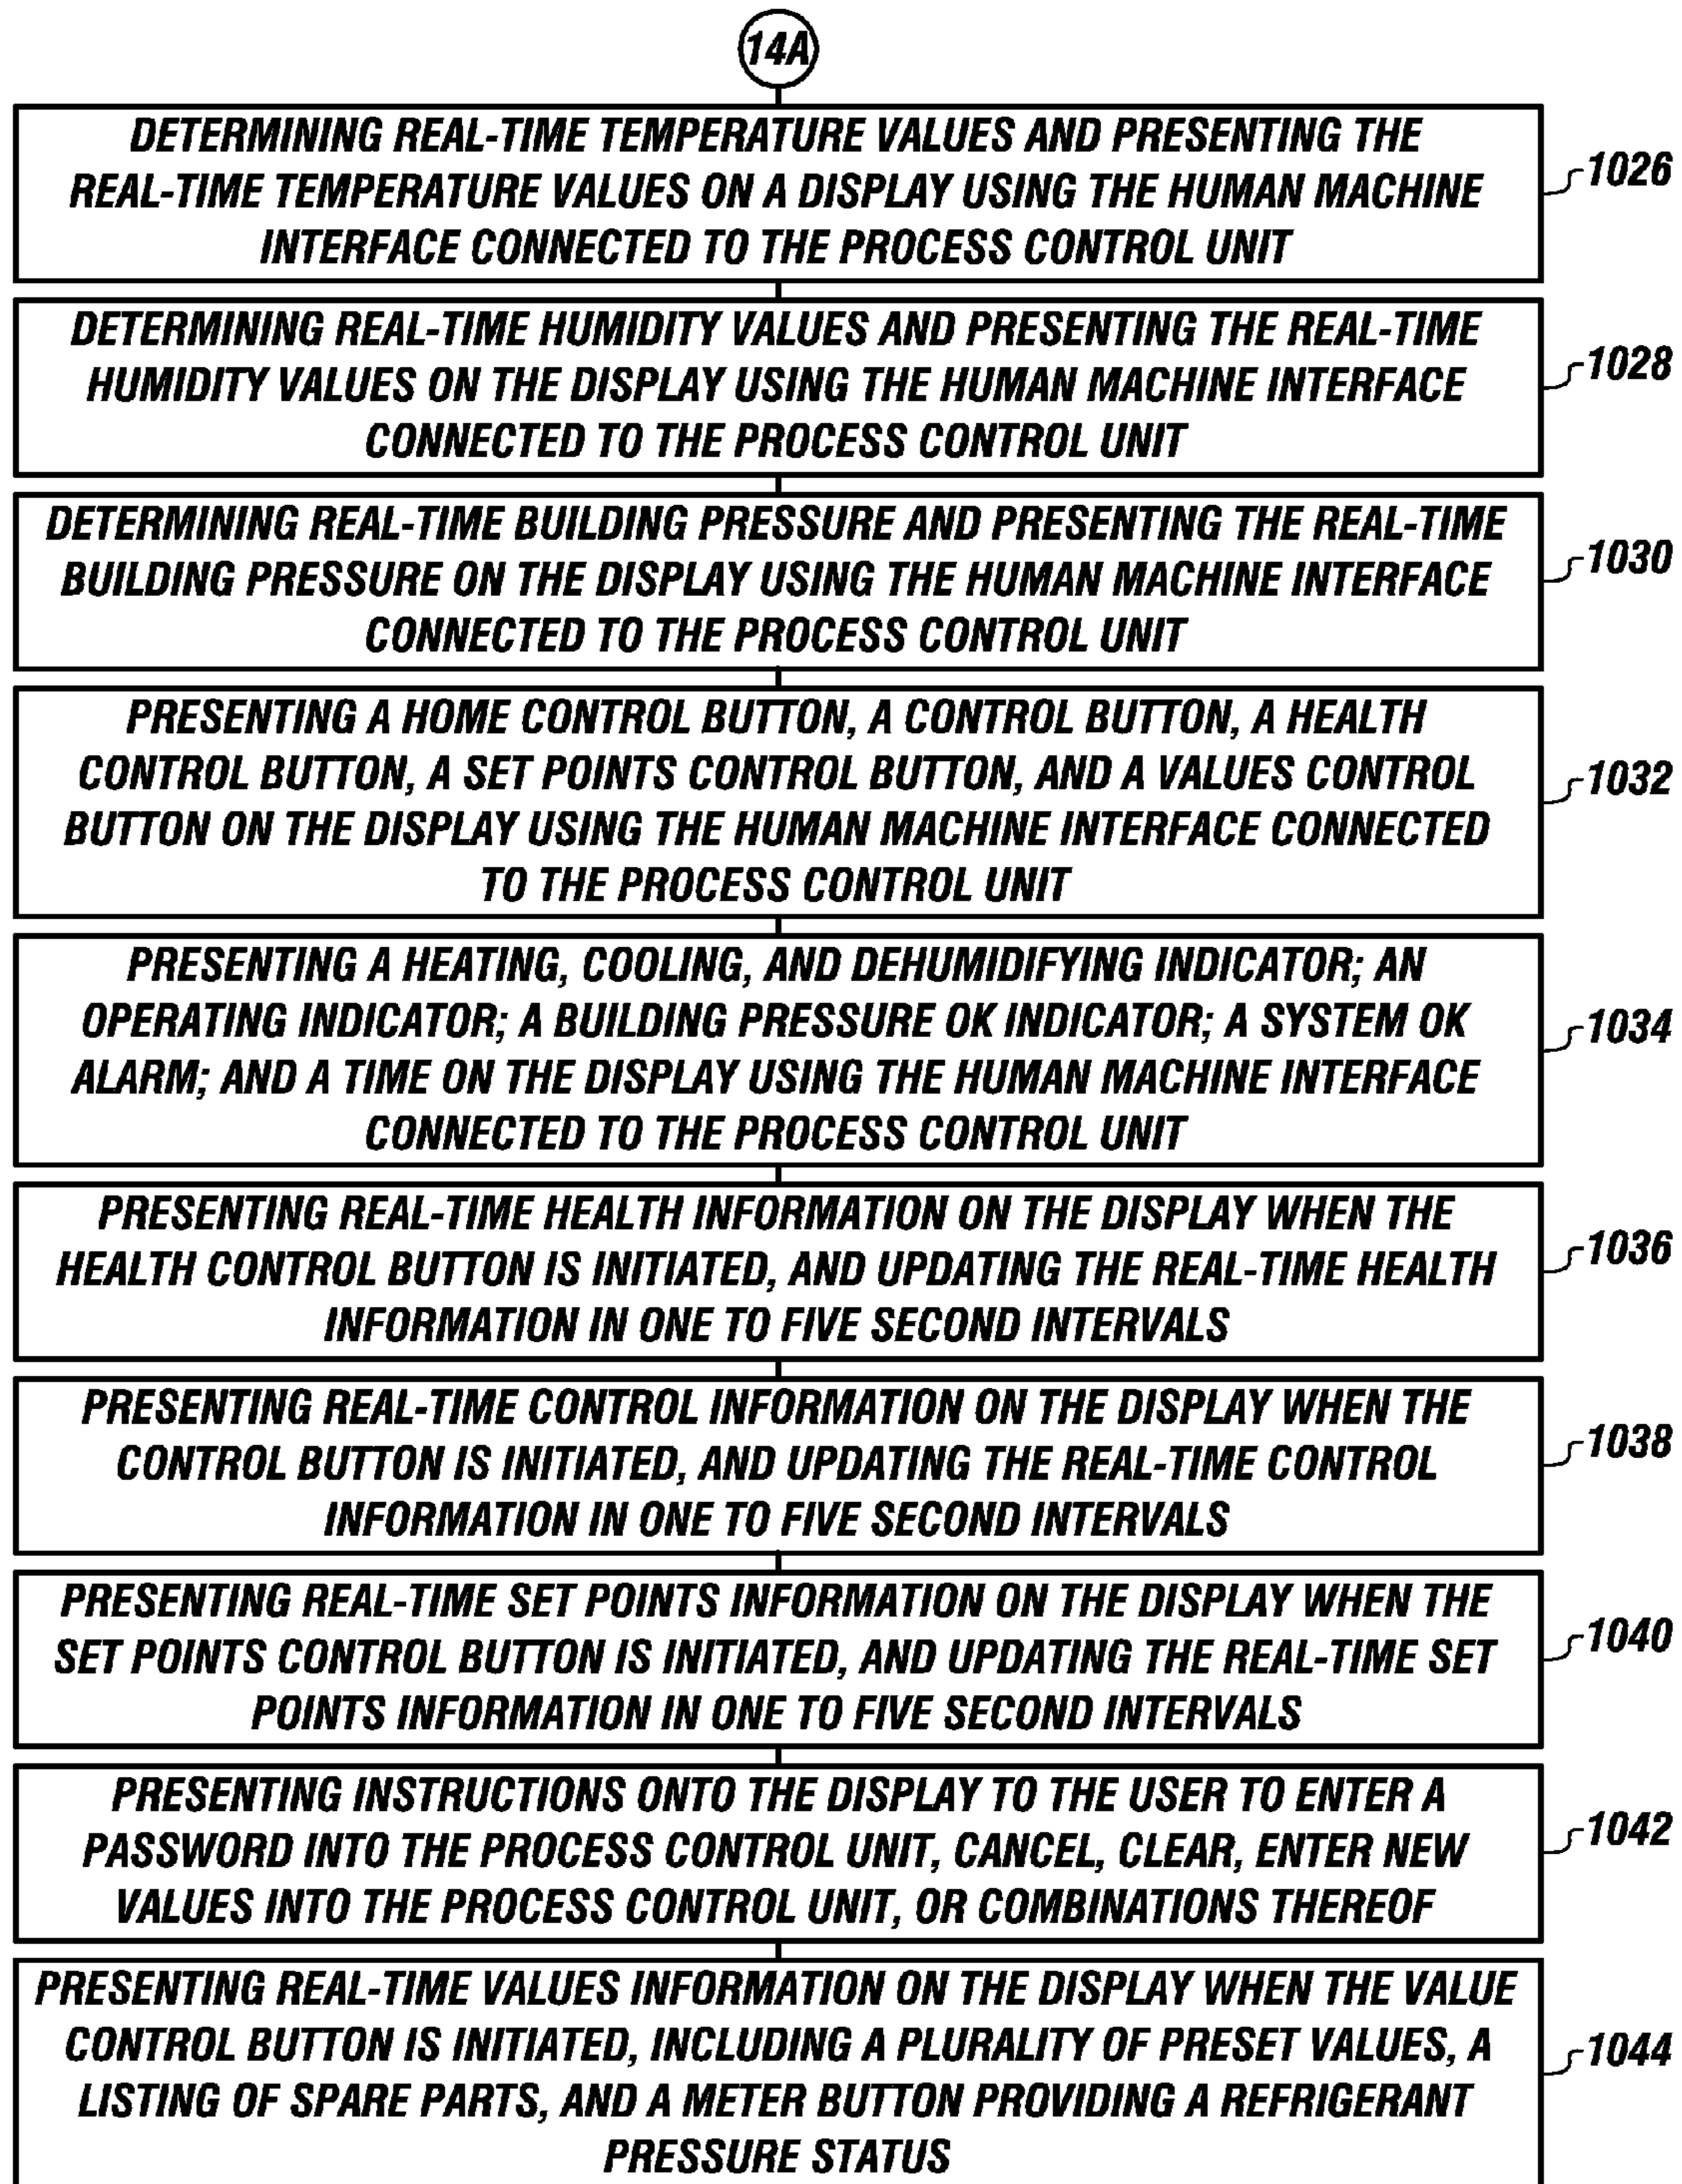 14A
DETERMINING REAL-TIME TEMPERATURE VALUES AND PRESENTING THE
REAL-TIME TEMPERATURE VALUES ON A DISPLAY USING THE HUMAN MACHINE
INTERFACE CONNECTED TO THE PROCESS CONTROL UNIT
1026
DETERMINING REAL-TIME HUMIDITY VALUES AND PRESENTING THE REAL-TIME
HUMIDITY VALUES ON THE DISPLAY USING THE HUMAN MACHINE INTERFACE
CONNECTED TO THE PROCESS CONTROL UNIT
1028
DETERMINING REAL-TIME BUILDING PRESSURE AND PRESENTING THE REAL-TIME
BUILDING PRESSURE ON THE DISPLAY USING THE HUMAN MACHINE INTERFACE
CONNECTED TO THE PROCESS CONTROL UNIT
1030
PRESENTING A HOME CONTROL BUTTON, A CONTROL BUTTON, A HEALTH
CONTROL BUTTON, A SET POINTS CONTROL BUTTON, AND A VALUES CONTROL
BUTTON ON THE DISPLAY USING THE HUMAN MACHINE INTERFACE CONNECTED
TO THE PROCESS CONTROL UNIT
1032
PRESENTING A HEATING, COOLING, AND DEHUMIDIFYING INDICATOR; AN
OPERATING INDICATOR; A BUILDING PRESSURE OK INDICATOR; A SYSTEM OK
ALARM; AND A TIME ON THE DISPLAY USING THE HUMAN MACHINE INTERFACE
CONNECTED TO THE PROCESS CONTROL UNIT
1034
PRESENTING REAL-TIME HEALTH INFORMATION ON THE DISPLAY WHEN THE
HEALTH CONTROL BUTTON IS INITIATED, AND UPDATING THE REAL-TIME HEALTH
INFORMATION IN ONE TO FIVE SECOND INTERVALS
1036
PRESENTING REAL-TIME CONTROL INFORMATION ON THE DISPLAY WHEN THE
CONTROL BUTTON IS INITIATED, AND UPDATING THE REAL-TIME CONTROL
INFORMATION IN ONE TO FIVE SECOND INTERVALS
1038
PRESENTING REAL-TIME SET POINTS INFORMATION ON THE DISPLAY WHEN THE
SET POINTS CONTROL BUTTON IS INITIATED, AND UPDATING THE REAL-TIME SET
POINTS INFORMATION IN ONE TO FIVE SECOND INTERVALS
1040
PRESENTING INSTRUCTIONS ONTO THE DISPLAY TO THE USER TO ENTER A
PASSWORD INTO THE PROCESS CONTROL UNIT, CANCEL, CLEAR, ENTER NEW
VALUES INTO THE PROCESS CONTROL UNIT, OR COMBINATIONS THEREOF
1042
PRESENTING REAL-TIME VALUES INFORMATION ON THE DISPLAY WHEN THE VALUE
CONTROL BUTTON IS INITIATED, INCLUDING A PLURALITY OF PRESET VALUES, A
LISTING OF SPARE PARTS, AND A METER BUTTON PROVIDING A REFRIGERANT
PRESSURE STATUS
1044